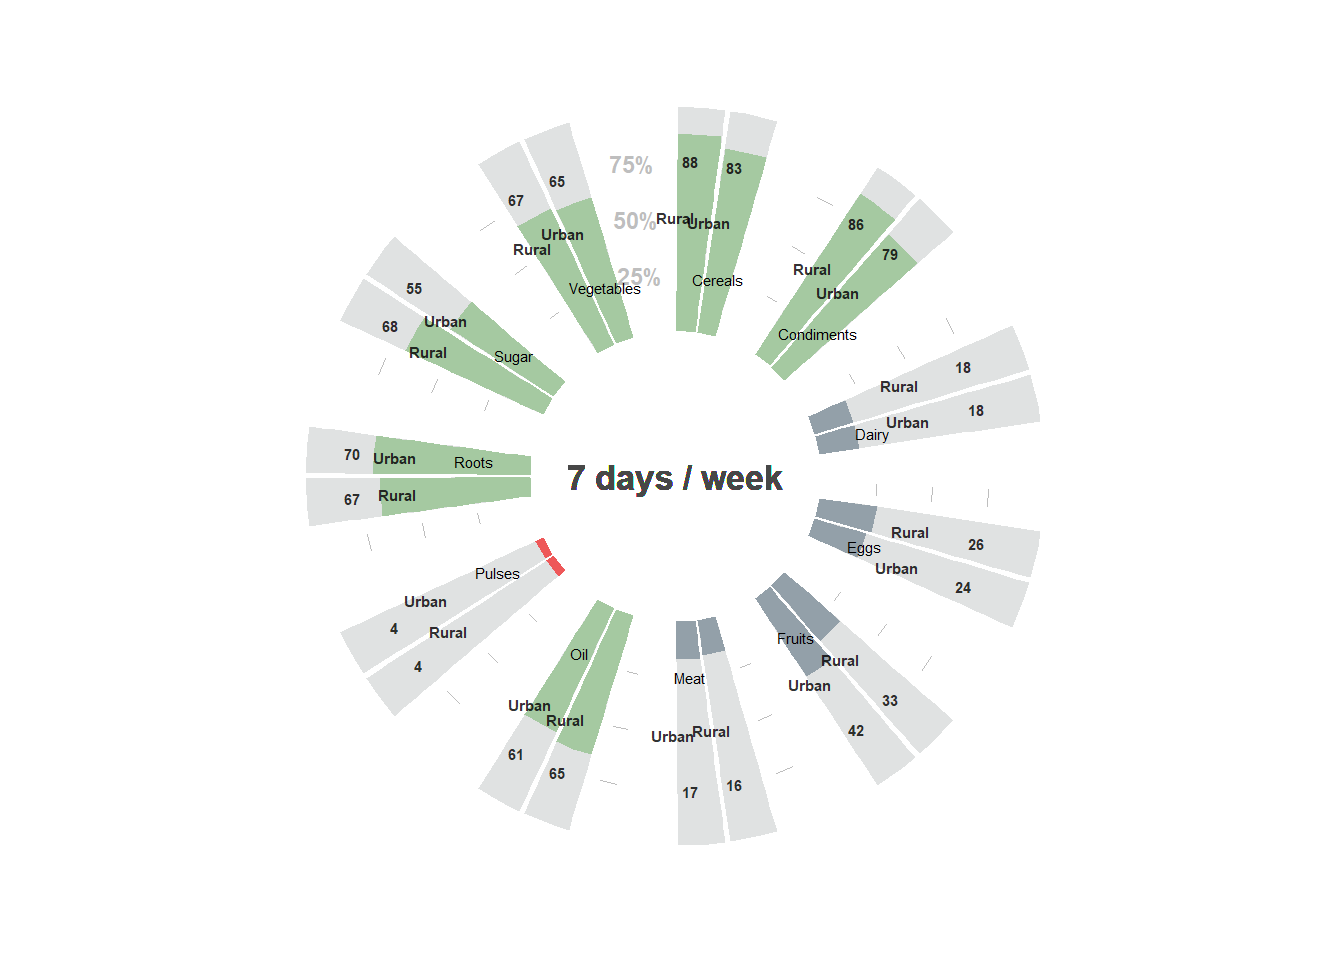 75%
50%
25%
88
83
Rural
Urban
Cereals
86
79
Rural
Urban
Condiments
18
18
Rural
Urban
Dairy
26
24
Rural
Urban
Eggs
33
42
Rural
Urban
Fruits
16
17
Rural
Urban
Meat
65
61
Rural
Urban
Oil
4
4
Rural
Urban
Pulses
67
70
Rural
Urban
Roots
68
55
Rural
Urban
Sugar
67
65
Rural
Urban
Vegetables
7 days / week